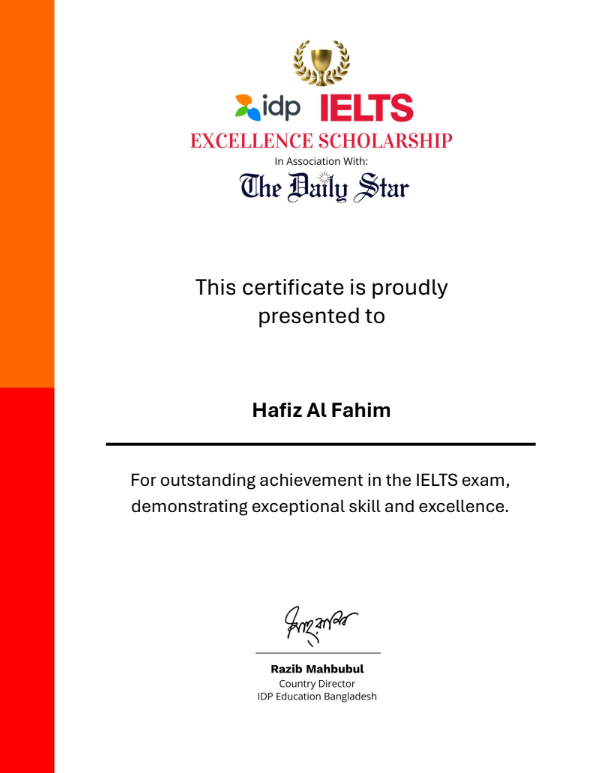 idp IELTS
EXCELLENCE SCHOLARSHIP
In Association With:
The Daily Star
This certificate is proudly
presented to
Hafiz Al Fahim
For outstanding achievement in the IELTS exam,
demonstrating exceptional skill and excellence.
Razib Mahbubul
Country Director
IDP Education Bangladesh